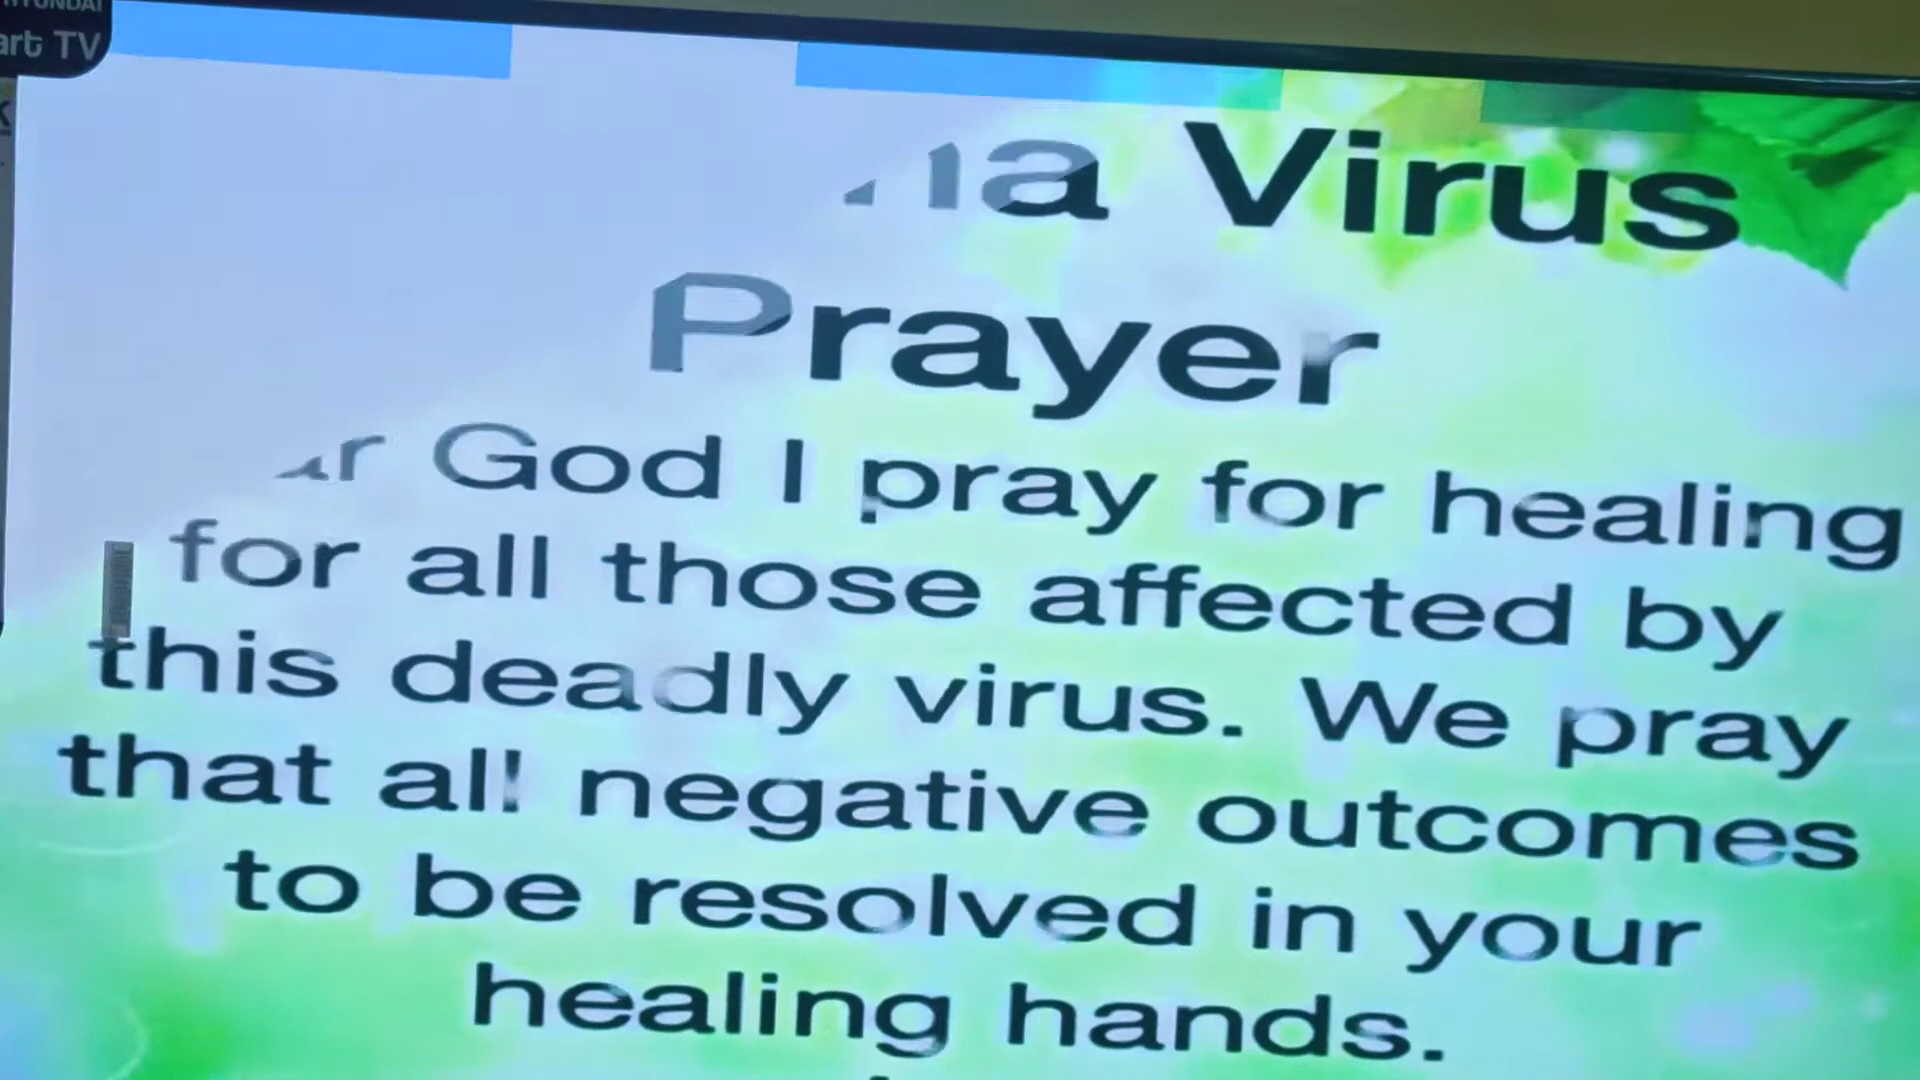 HYUNDAI
art TV
Virus
Prayer
God I pray for healing
for all those affected by
this deadly virus. We pray
that all negative outcomes
to be resolved in your
healing hands.